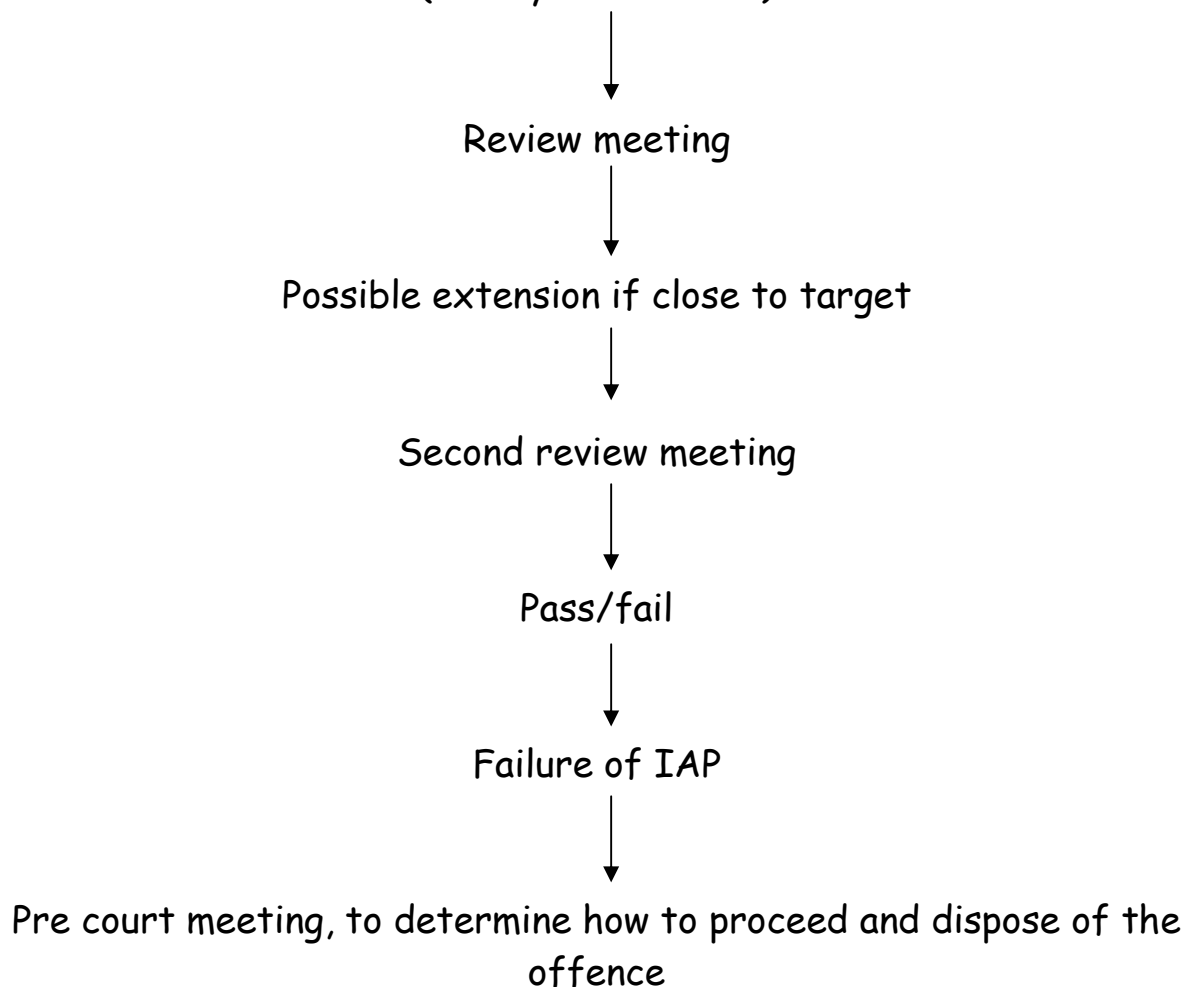 Review meeting
Possible extension if close to target
Second review meeting
Pass/fail
Failure of IAP
Pre court meeting, to determine how to proceed and dispose of the
offence